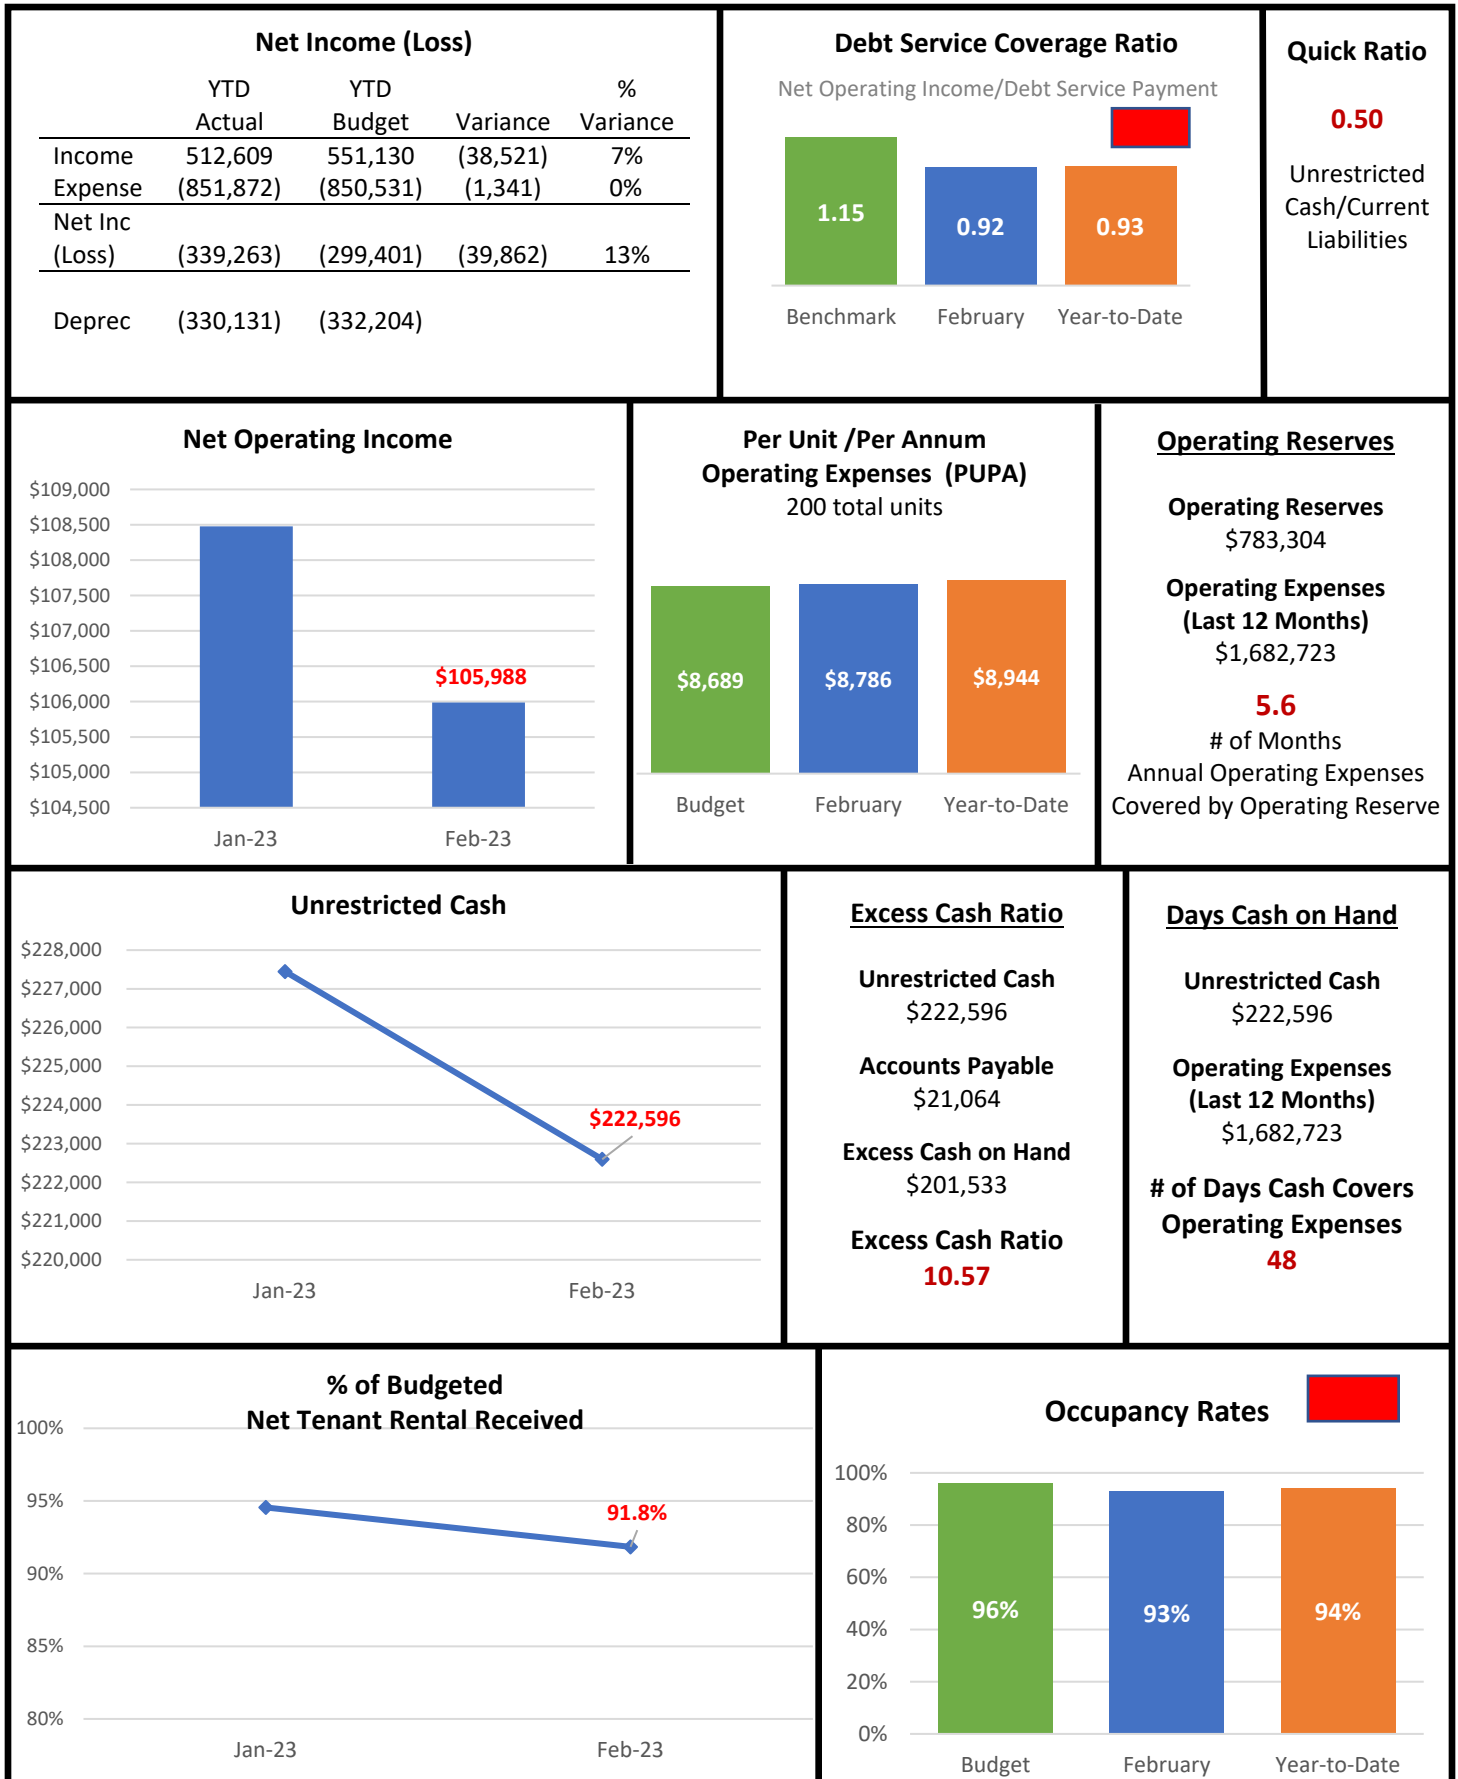 Net Income (Loss)
YTD YTD %
Actual Budget Variance Variance
Income 512,609 551,130 (38,521) 7%
Expense (851,872) (850,531) (1,341) 0%
Net Inc
(Loss) (339,263) (299,401) (39,862) 13%
Deprec (330,131) (332,204)
Debt Service Coverage Ratio
Net Operating Income/Debt Service Payment
1.15 0.92 0.93
Benchmark February Year-to-Date
Quick Ratio
0.50
Unrestricted
Cash/Current
Liabilities
Net Operating Income
$109,000
$108,500
$108,000
$107,500
$107,000
$106,500
$106,000
$105,500
$105,000
$104,500
$105,988
Jan-23 Feb-23
Per Unit /Per Annum
Operating Expenses (PUPA)
200 total units
$8,689 $8,786 $8,944
Budget February Year-to-Date
Operating Reserves
Operating Reserves
$783,304
Operating Expenses
(Last 12 Months)
$1,682,723
5.6
# of Months
Annual Operating Expenses
Covered by Operating Reserve
Unrestricted Cash
$228,000
$227,000
$226,000
$225,000
$224,000
$223,000
$222,000
$221,000
$220,000
$222,596
Jan-23 Feb-23
Excess Cash Ratio
Unrestricted Cash
$222,596
Accounts Payable
$21,064
Excess Cash on Hand
$201,533
Excess Cash Ratio
10.57
Days Cash on Hand
Unrestricted Cash
$222,596
Operating Expenses
(Last 12 Months)
$1,682,723
# of Days Cash Covers
Operating Expenses
48
% of Budgeted
Net Tenant Rental Received
100%
95%
90%
85%
80%
91.8%
Jan-23 Feb-23
Occupancy Rates
100%
80%
60%
40%
20%
0%
96% 93% 94%
Budget February Year-to-Date